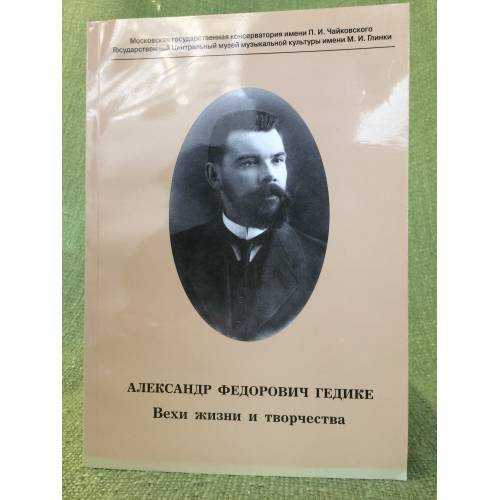 Московская государственная консерватория имени П. И. Чайковского
Государственный Центральный музей музыкальной культуры имени М. И. Глинки
АЛЕКСАНДР ФЕДОРОВИЧ ГЕДИКЕ
Вехи жизни и творчества